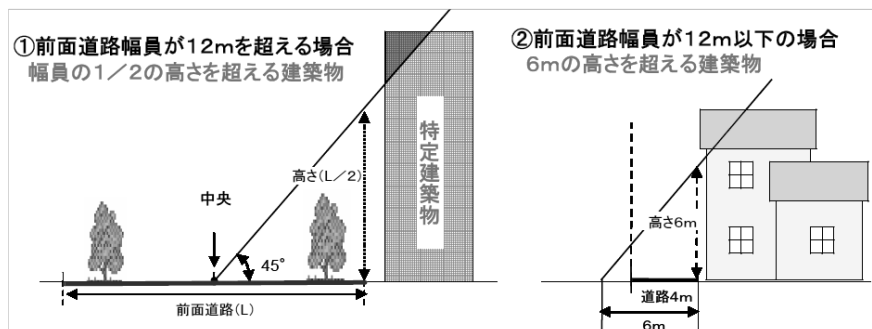 ①前面道路幅員が12mを超える場合
幅員の1／2の高さを超える建築物
特定建築物
高さ(L／2)
中央
45°
前面道路(L)
②前面道路幅員が12m以下の場合
6mの高さを超える建築物
高さ6m
道路4m
6m